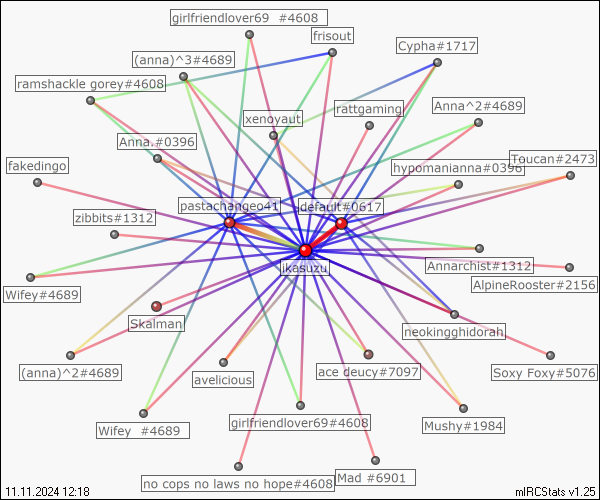 girlfriendlover69 #4608
frisout
Cypha#1717
(anna)^3#4689
ramshackle gorey#4608
rattgaming
Anna^2#4689
xenoyaut
Anna.#0396
Toucan#2473
fakedingo
hypomanianna#0396
pastachangeo41
default#0617
zibbits#1312
jkasuzu
Annarchist#1312
AlpineRooster#2156
Wifey#4689
Skalman
neokingghidorah
(anna)^2#4689
avelicious
ace deucy#7097
Soxy Foxy#5076
Wifey #4689
girlfriendlover69#4608
Mushy#1984
no cops no laws no hope#4608
Mad #6901
11.11.2024 12:18
mIRCStats v1.25